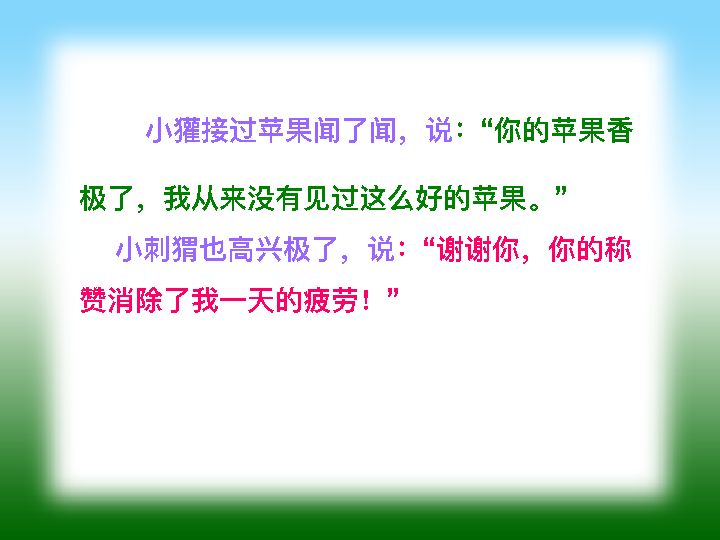 小獾接过苹果闻了闻，说：“你的苹果香
极了，我从来没有见过这么好的苹果。”
小刺猬也高兴极了，说：“谢谢你，你的称
赞消除了我一天的疲劳！”